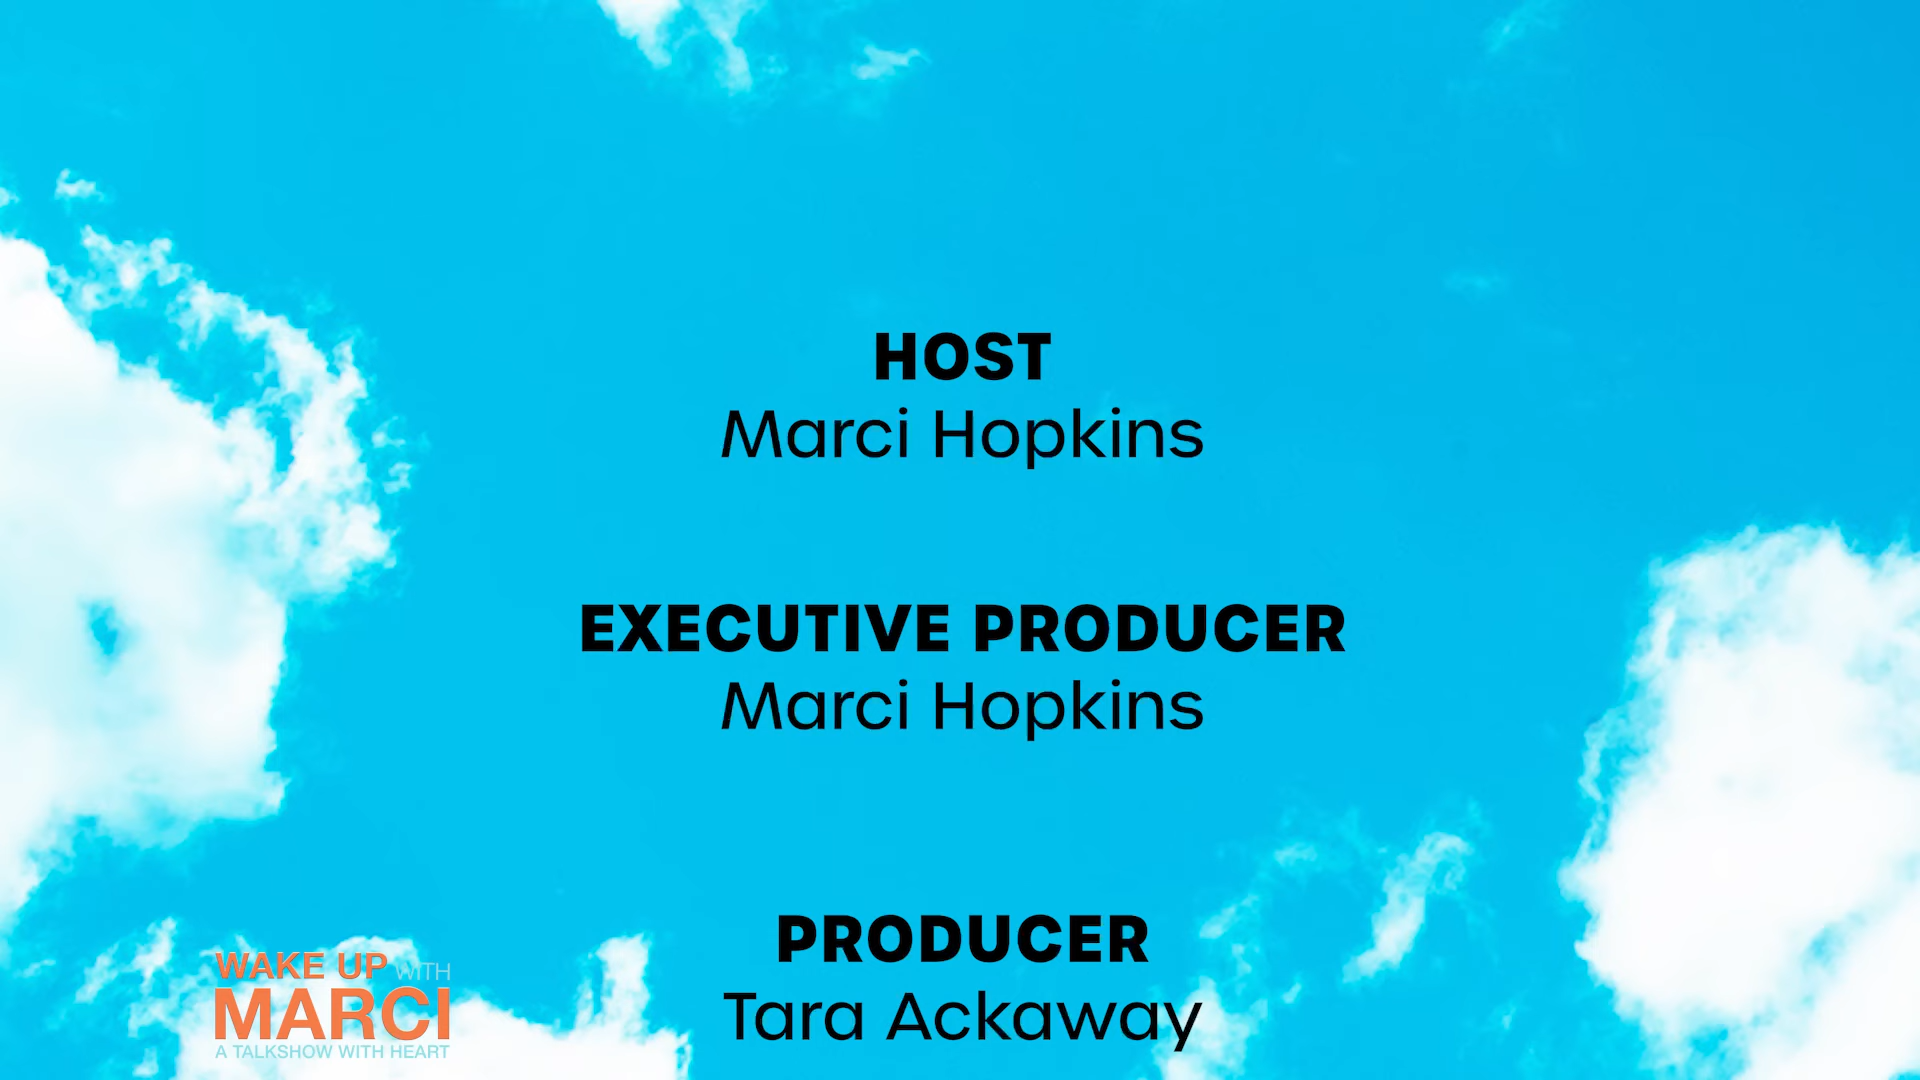 HOST
Marci Hopkins
EXECUTIVE PRODUCER
Marci Hopkins
PRODUCER
Tara Ackaway
WAKE UP WITH
MARCI
A TALKSHOW WITH HEART